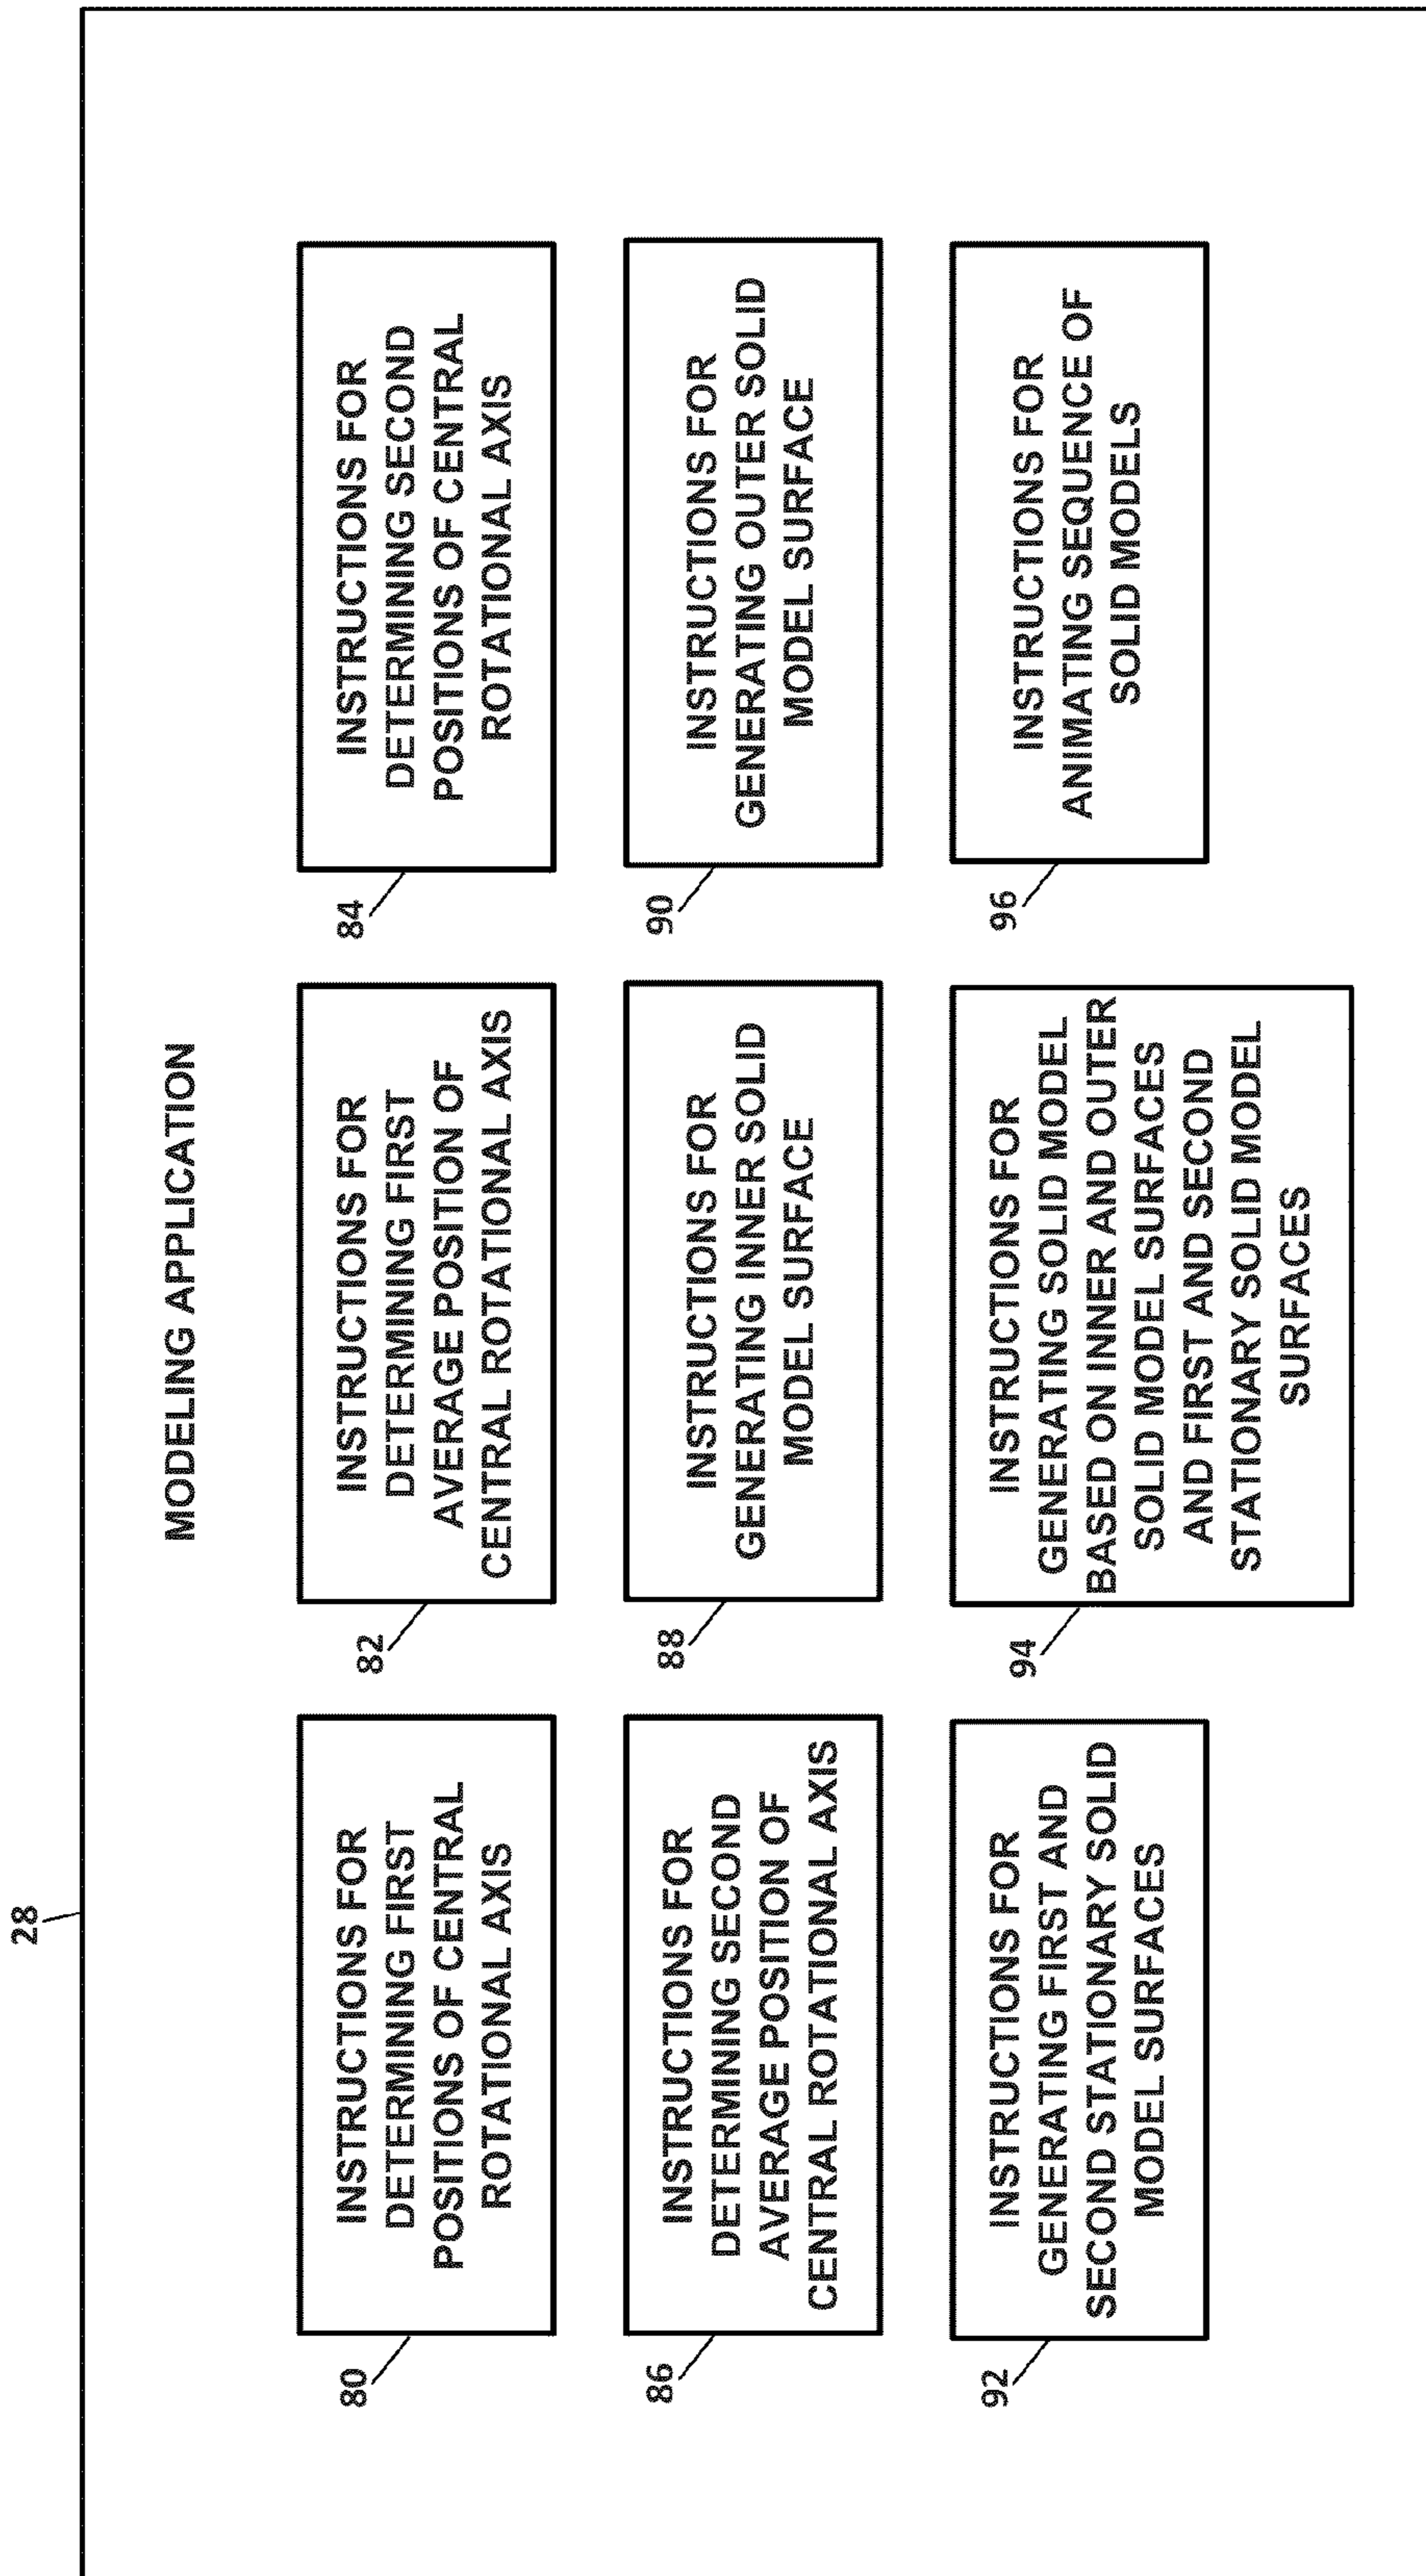 28
MODELING APPLICATION
80
INSTRUCTIONS FOR
DETERMINING FIRST
POSITIONS OF CENTRAL
ROTATIONAL AXIS
82
INSTRUCTIONS FOR
DETERMINING FIRST
AVERAGE POSITION OF
CENTRAL ROTATIONAL AXIS
84
INSTRUCTIONS FOR
DETERMINING SECOND
POSITIONS OF CENTRAL
ROTATIONAL AXIS
86
INSTRUCTIONS FOR
DETERMINING SECOND
AVERAGE POSITION OF
CENTRAL ROTATIONAL AXIS
88
INSTRUCTIONS FOR
GENERATING INNER SOLID
MODEL SURFACE
90
INSTRUCTIONS FOR
GENERATING OUTER SOLID
MODEL SURFACE
92
INSTRUCTIONS FOR
GENERATING FIRST AND
SECOND STATIONARY SOLID
MODEL SURFACES
94
INSTRUCTIONS FOR
GENERATING SOLID MODEL
BASED ON INNER AND OUTER
SOLID MODEL SURFACES
AND FIRST AND SECOND
STATIONARY SOLID MODEL
SURFACES
96
INSTRUCTIONS FOR
ANIMATING SEQUENCE OF
SOLID MODELS